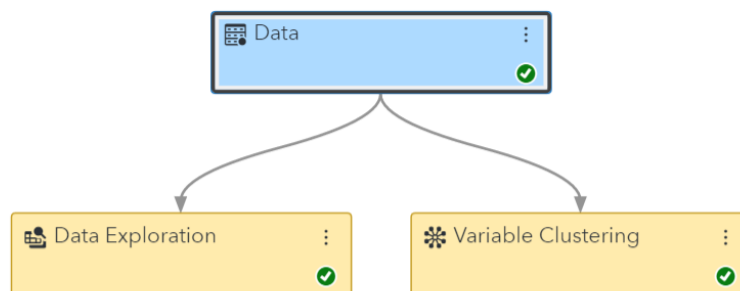 Data
Data Exploration
Variable Clustering